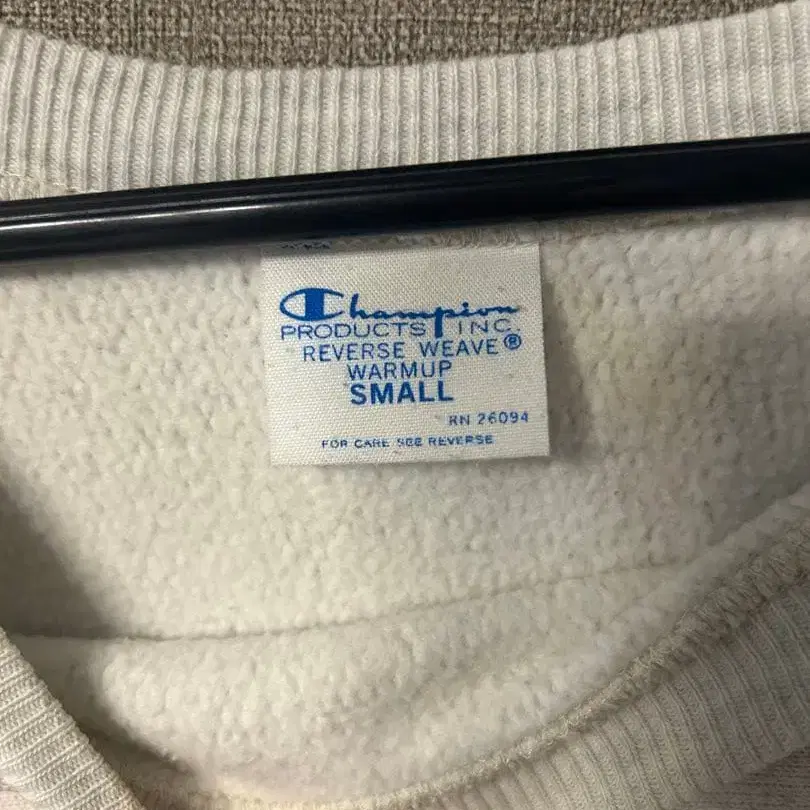 Champion
PRODUCTS INC.
REVERSE WEAVE®
WARMUP
SMALL
RN 26094
FOR CARE SEE REVERSE